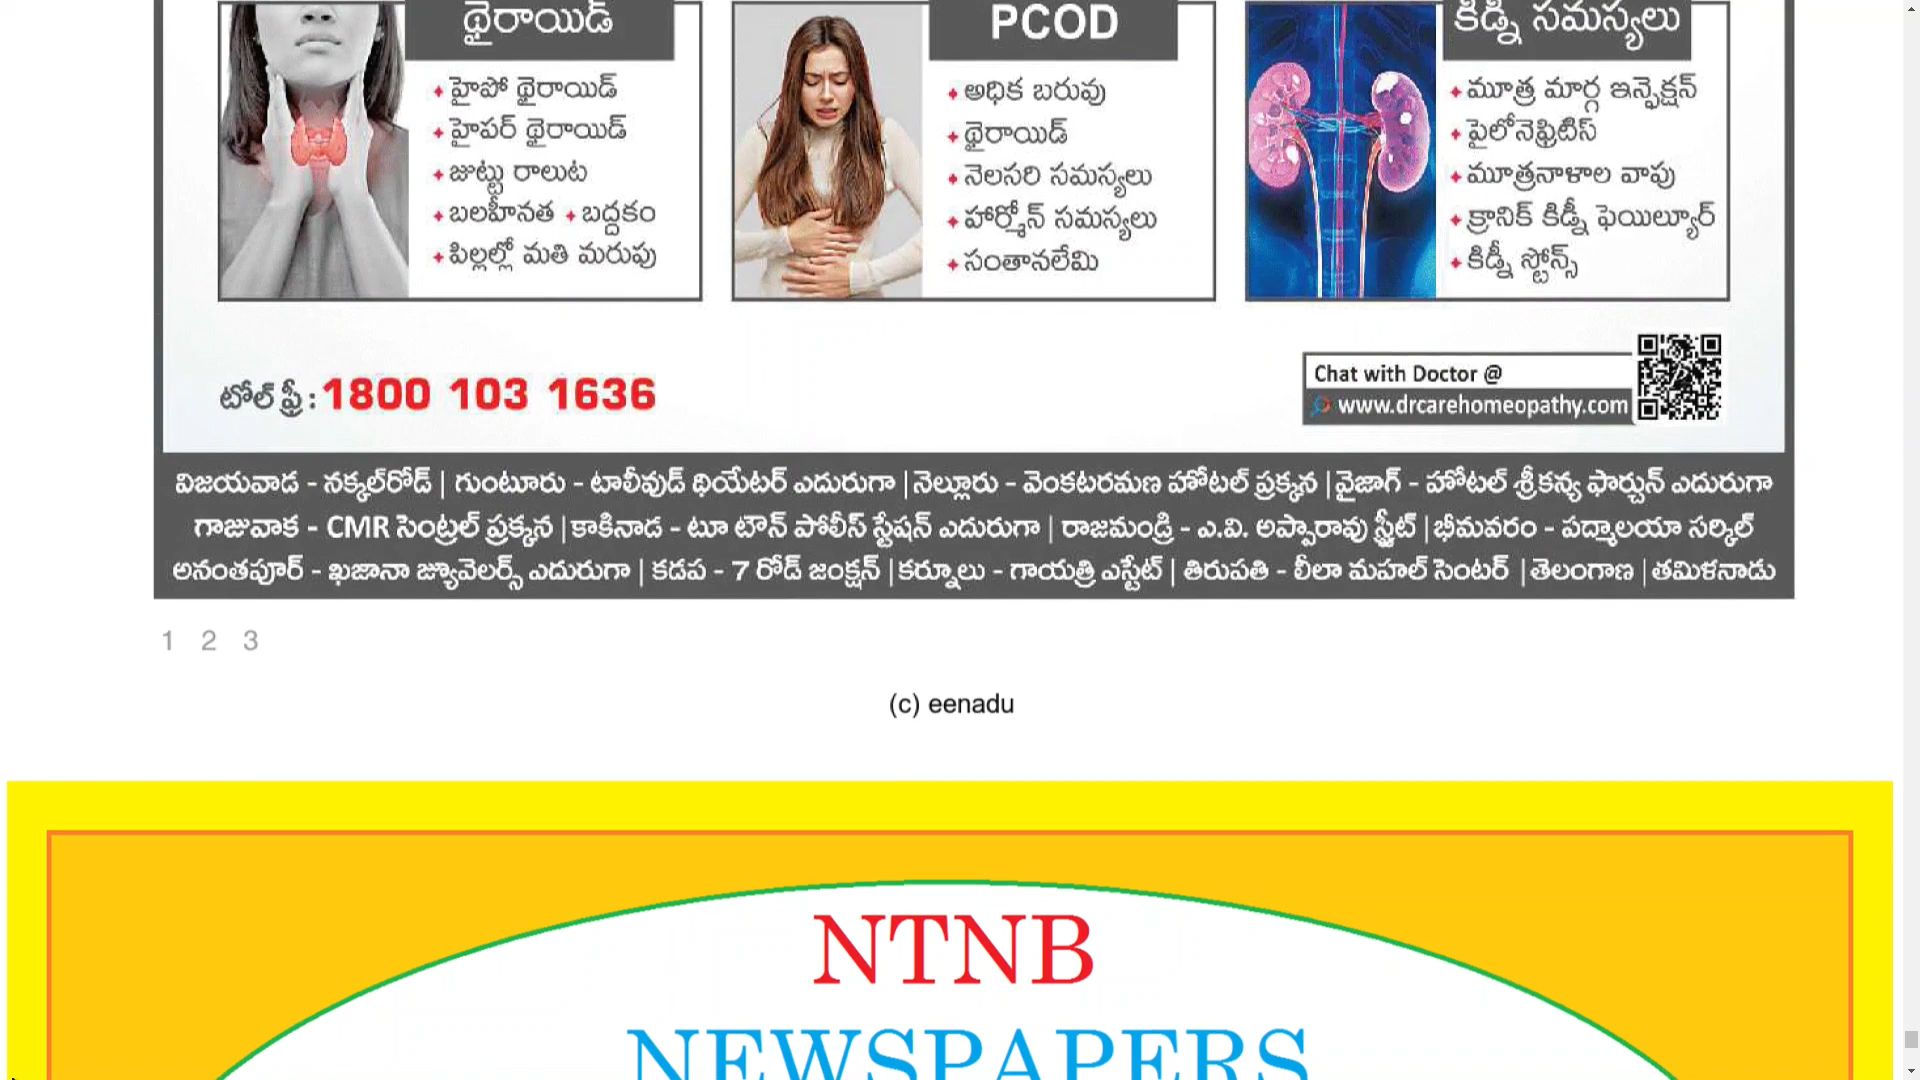 థైరాయిడ్
హైపో థైరాయిడ్
హైపర్ థైరాయిడ్
జుట్టు రాలుట
బలహీనత బద్దకం
పిల్లల్లో మతి మరుపు
PCOD
అధిక బరువు
థైరాయిడ్
నెలసరి సమస్యలు
హార్మోన్ సమస్యలు
సంతానలేమి
కిడ్నీ సమస్యలు
మూత్ర మార్గ ఇన్ఫెక్షన్
పైలోనెఫ్రిటిస్
మూత్రనాళాల వాపు
క్రానిక్ కిడ్నీ ఫెయిల్యూర్
కిడ్నీ స్టోన్స్
టోల్ ఫ్రీ : 1800 103 1636
Chat with Doctor @
www.drcarehomeopathy.com
విజయవాడ - నక్కల్‌రోడ్ | గుంటూరు - టాలీవుడ్ థియేటర్ ఎదురుగా | నెల్లూరు - వెంకటరమణ హోటల్ ప్రక్కన | వైజాగ్ - హోటల్ శ్రీకన్య ఫార్చున్ ఎదురుగా
గాజువాక - CMR సెంట్రల్ ప్రక్కన | కాకినాడ - టూ టౌన్ పోలీస్ స్టేషన్ ఎదురుగా | రాజమండ్రి - ఎ.వి. అప్పారావు స్ట్రీట్ | భీమవరం - పద్మాలయా సర్కిల్
అనంతపూర్ - ఖజానా జ్యూవెలర్స్ ఎదురుగా | కడప - 7 రోడ్ జంక్షన్ | కర్నూలు - గాయత్రి ఎస్టేట్ | తిరుపతి - లీలా మహల్ సెంటర్ | తెలంగాణ | తమిళనాడు
1 2 3
(c) eenadu
NTNB
NEWSPAPERS